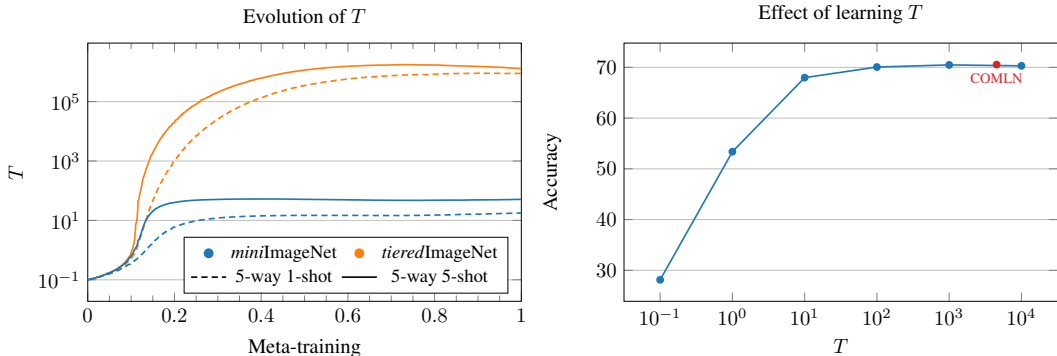 Evolution of T
T
10^5
10^3
10^1
10^−1
0
0.2
0.4
0.6
0.8
1
Meta-training
miniImageNet
tieredImageNet
5-way 1-shot
5-way 5-shot
Effect of learning T
Accuracy
70
60
50
40
30
COMLN
10^−1
10^0
10^1
10^2
10^3
10^4
T